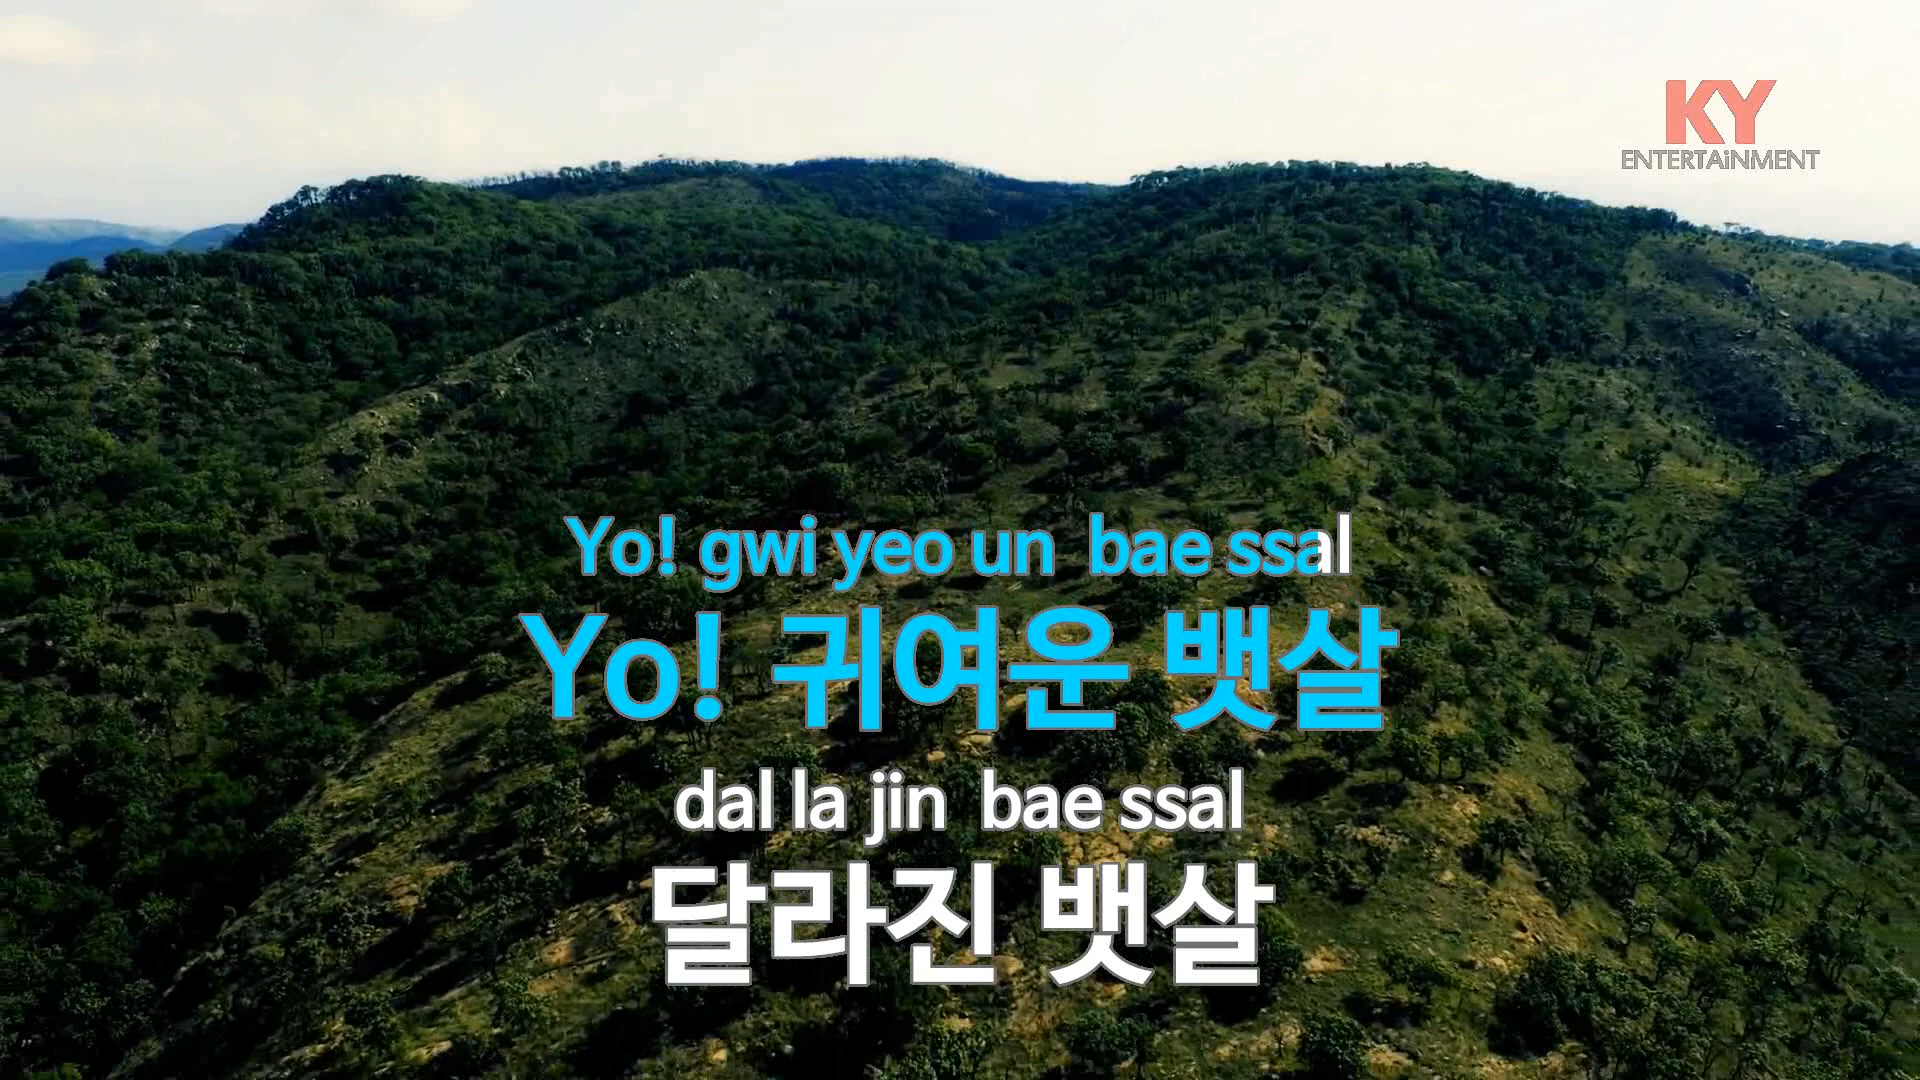 KY
ENTERTAiNMENT
Yo! gwi yeo un bae ssal
Yo! 귀여운 뱃살
dal la jin bae ssal
달라진 뱃살